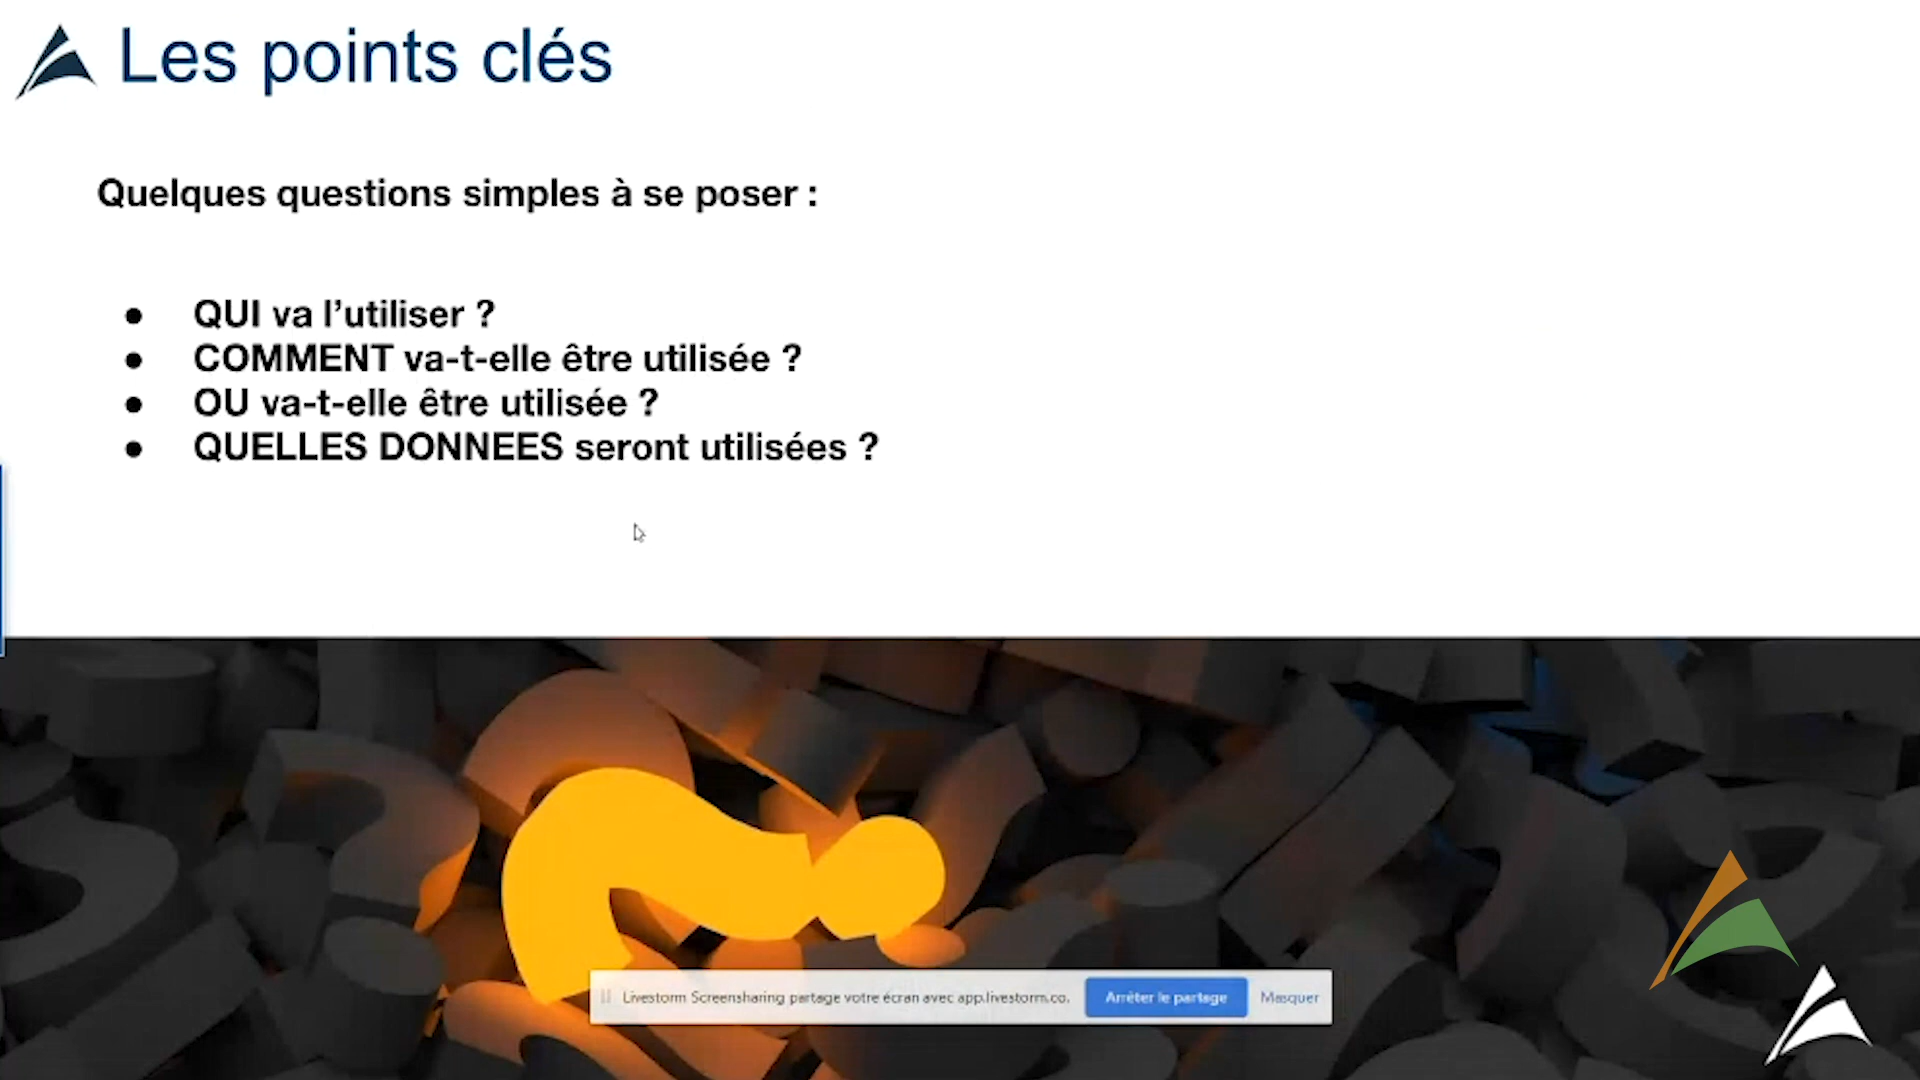 Les points clés
Quelques questions simples à se poser :
● QUI va l’utiliser ?
● COMMENT va-t-elle être utilisée ?
● OU va-t-elle être utilisée ?
● QUELLES DONNEES seront utilisées ?
Livestorm Screensharing partage votre écran avec app.livestorm.co.
Arrêter le partage
Masquer